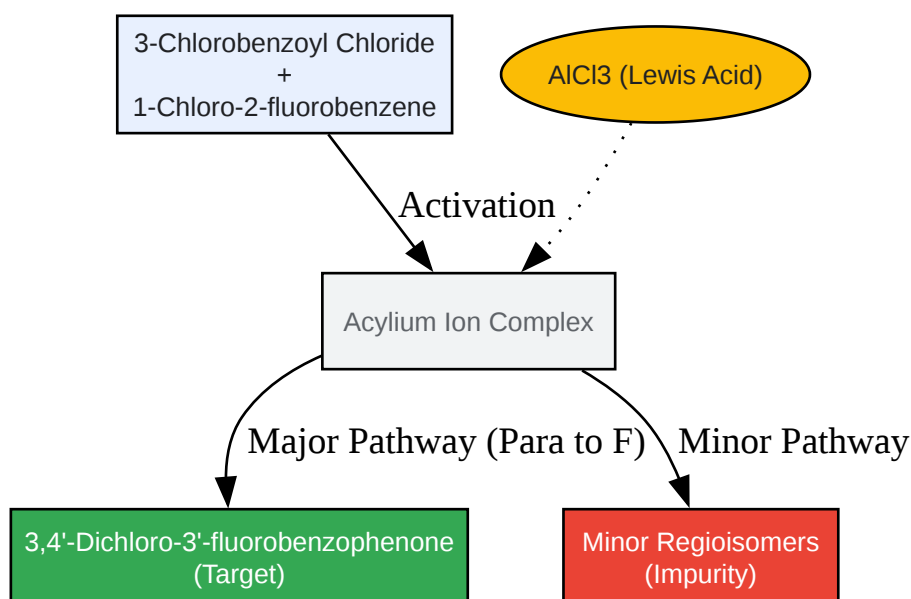 3-Chlorobenzoyl Chloride
+
1-Chloro-2-fluorobenzene
AlCl3 (Lewis Acid)
Activation
Acylium Ion Complex
Major Pathway (Para to F)
Minor Pathway
3,4'-Dichloro-3'-fluorobenzophenone
(Target)
Minor Regioisomers
(Impurity)